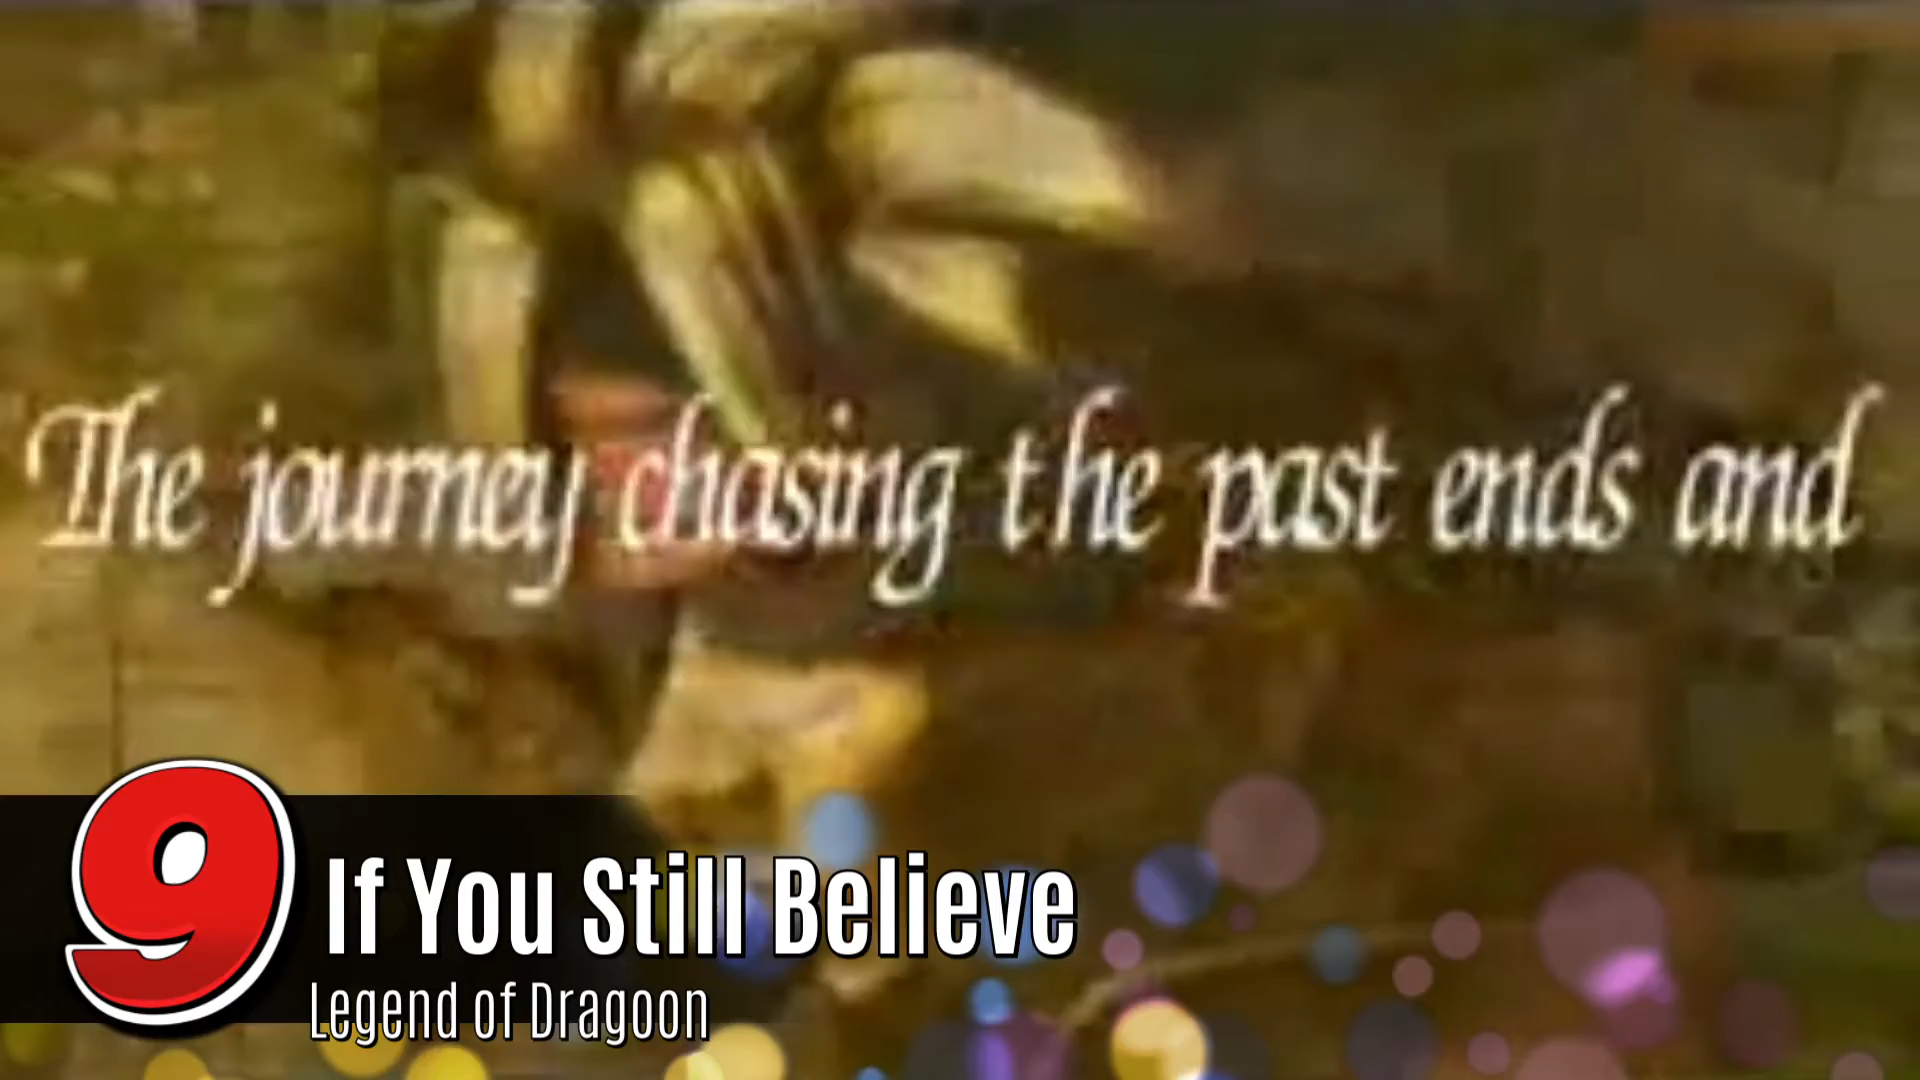 The journey chasing the past ends and
9
If You Still Believe
Legend of Dragoon